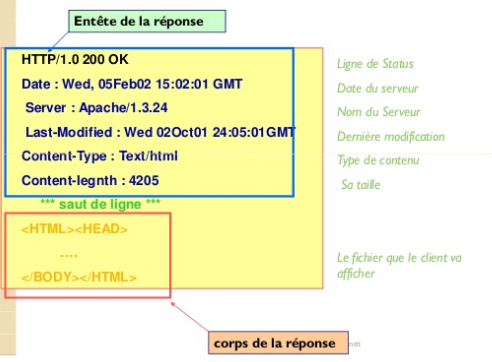 Entête de la réponse
HTTP/1.0 200 OK
Ligne de Status
Date : Wed, 05Feb02 15:02:01 GMT
Date du serveur
Server : Apache/1.3.24
Nom du Serveur
Last-Modified : Wed 02Oct01 24:05:01GMT
Dernière modification
Content-Type : Text/html
Type de contenu
Content-legnth : 4205
Sa taille
*** saut de ligne ***
<HTML><HEAD>
....
Le fichier que le client va
afficher
</BODY></HTML>
corps de la réponse